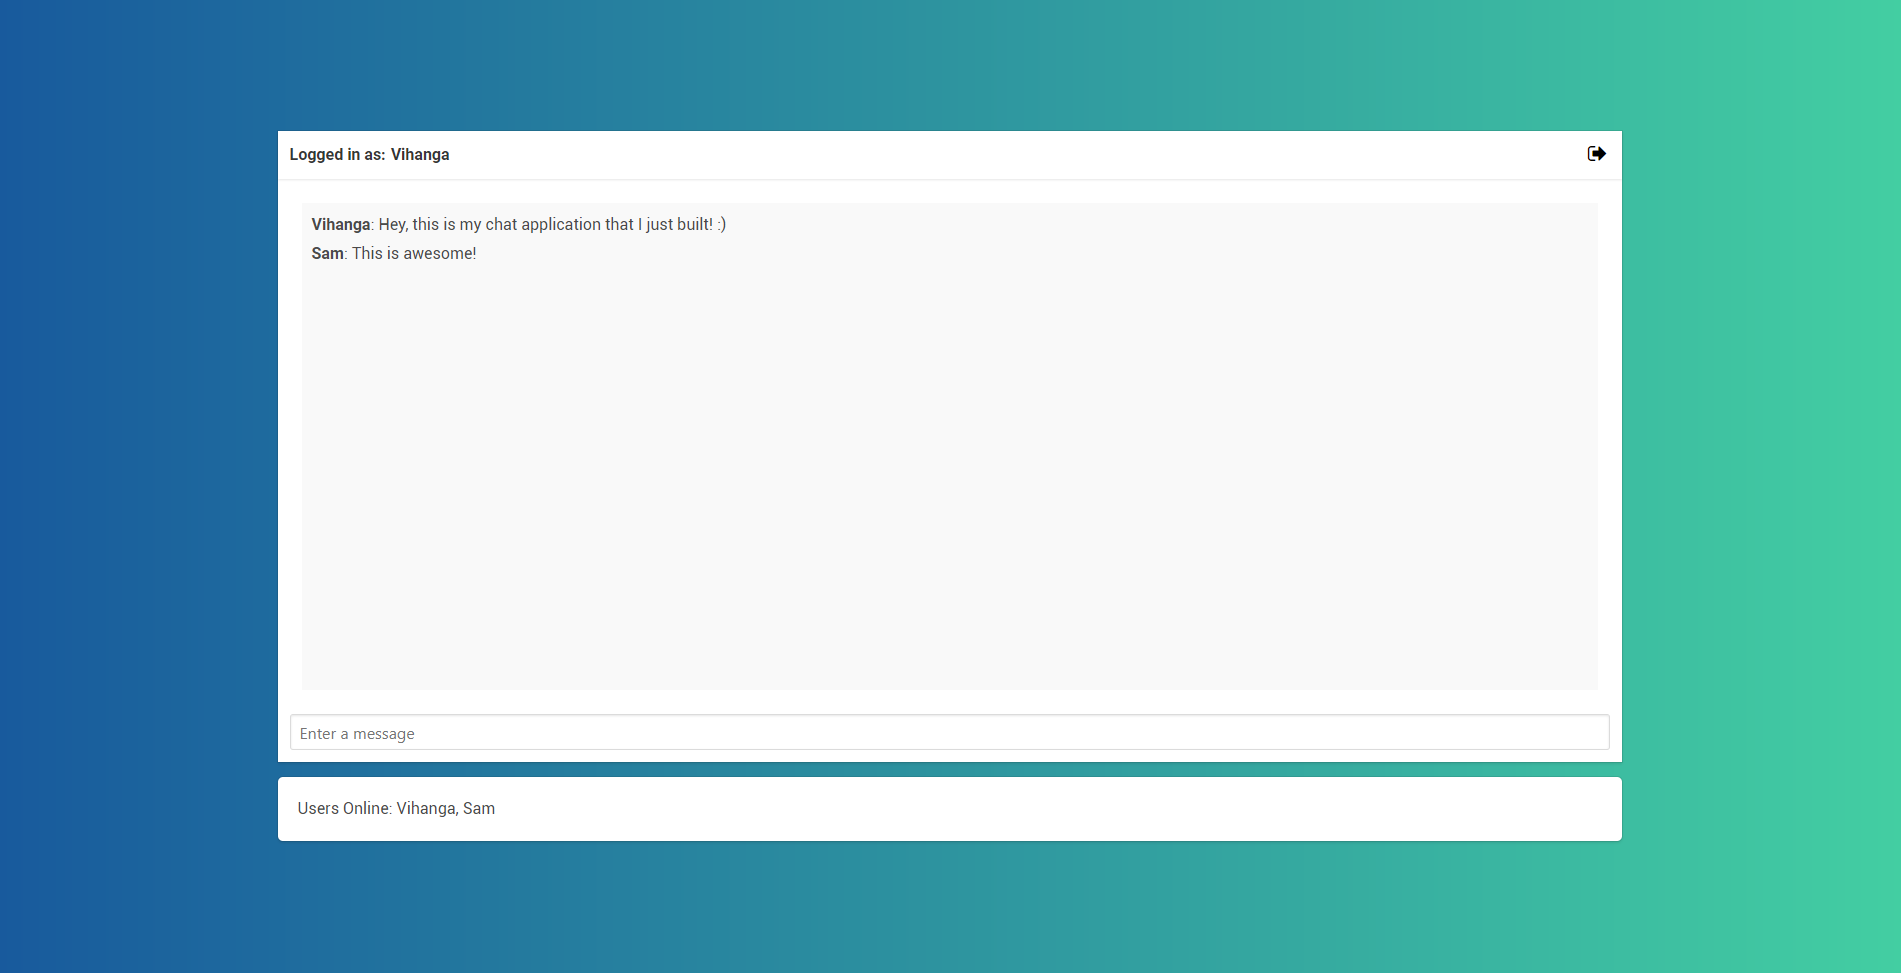 Logged in as: Vihanga
Vihanga: Hey, this is my chat application that I just built! :)
Sam: This is awesome!
Enter a message
Users Online: Vihanga, Sam